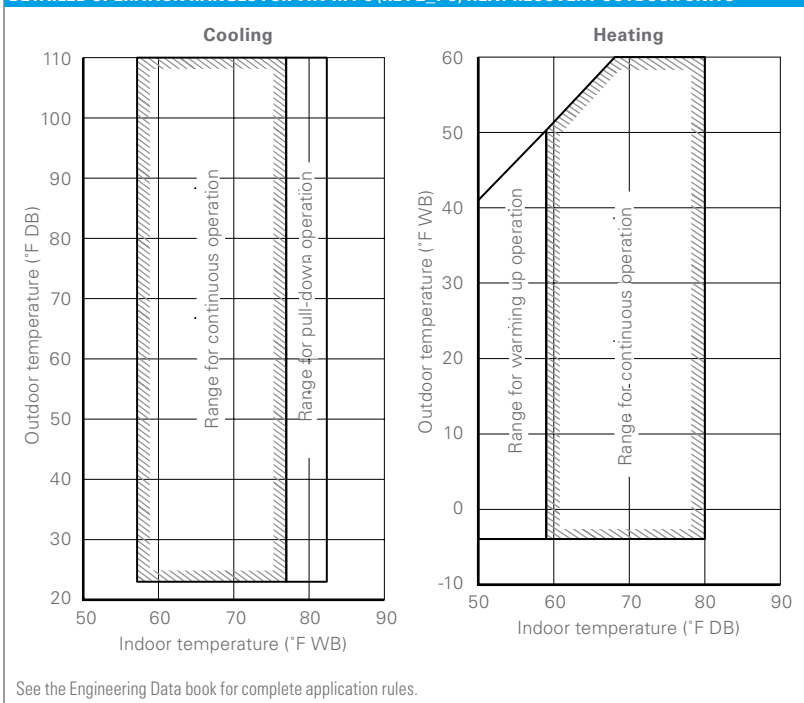 Cooling
110
100
90
80
70
60
50
40
30
20
50 60 70 80 90
Outdoor temperature (˚F DB)
Indoor temperature (˚F WB)
Range for continuous operation
Range for pull-down operation
Heating
60
50
40
30
20
10
0
-10
50 60 70 80 90
Outdoor temperature (˚F WB)
Indoor temperature (˚F DB)
Range for warming up operation
Range for continuous operation
See the Engineering Data book for complete application rules.